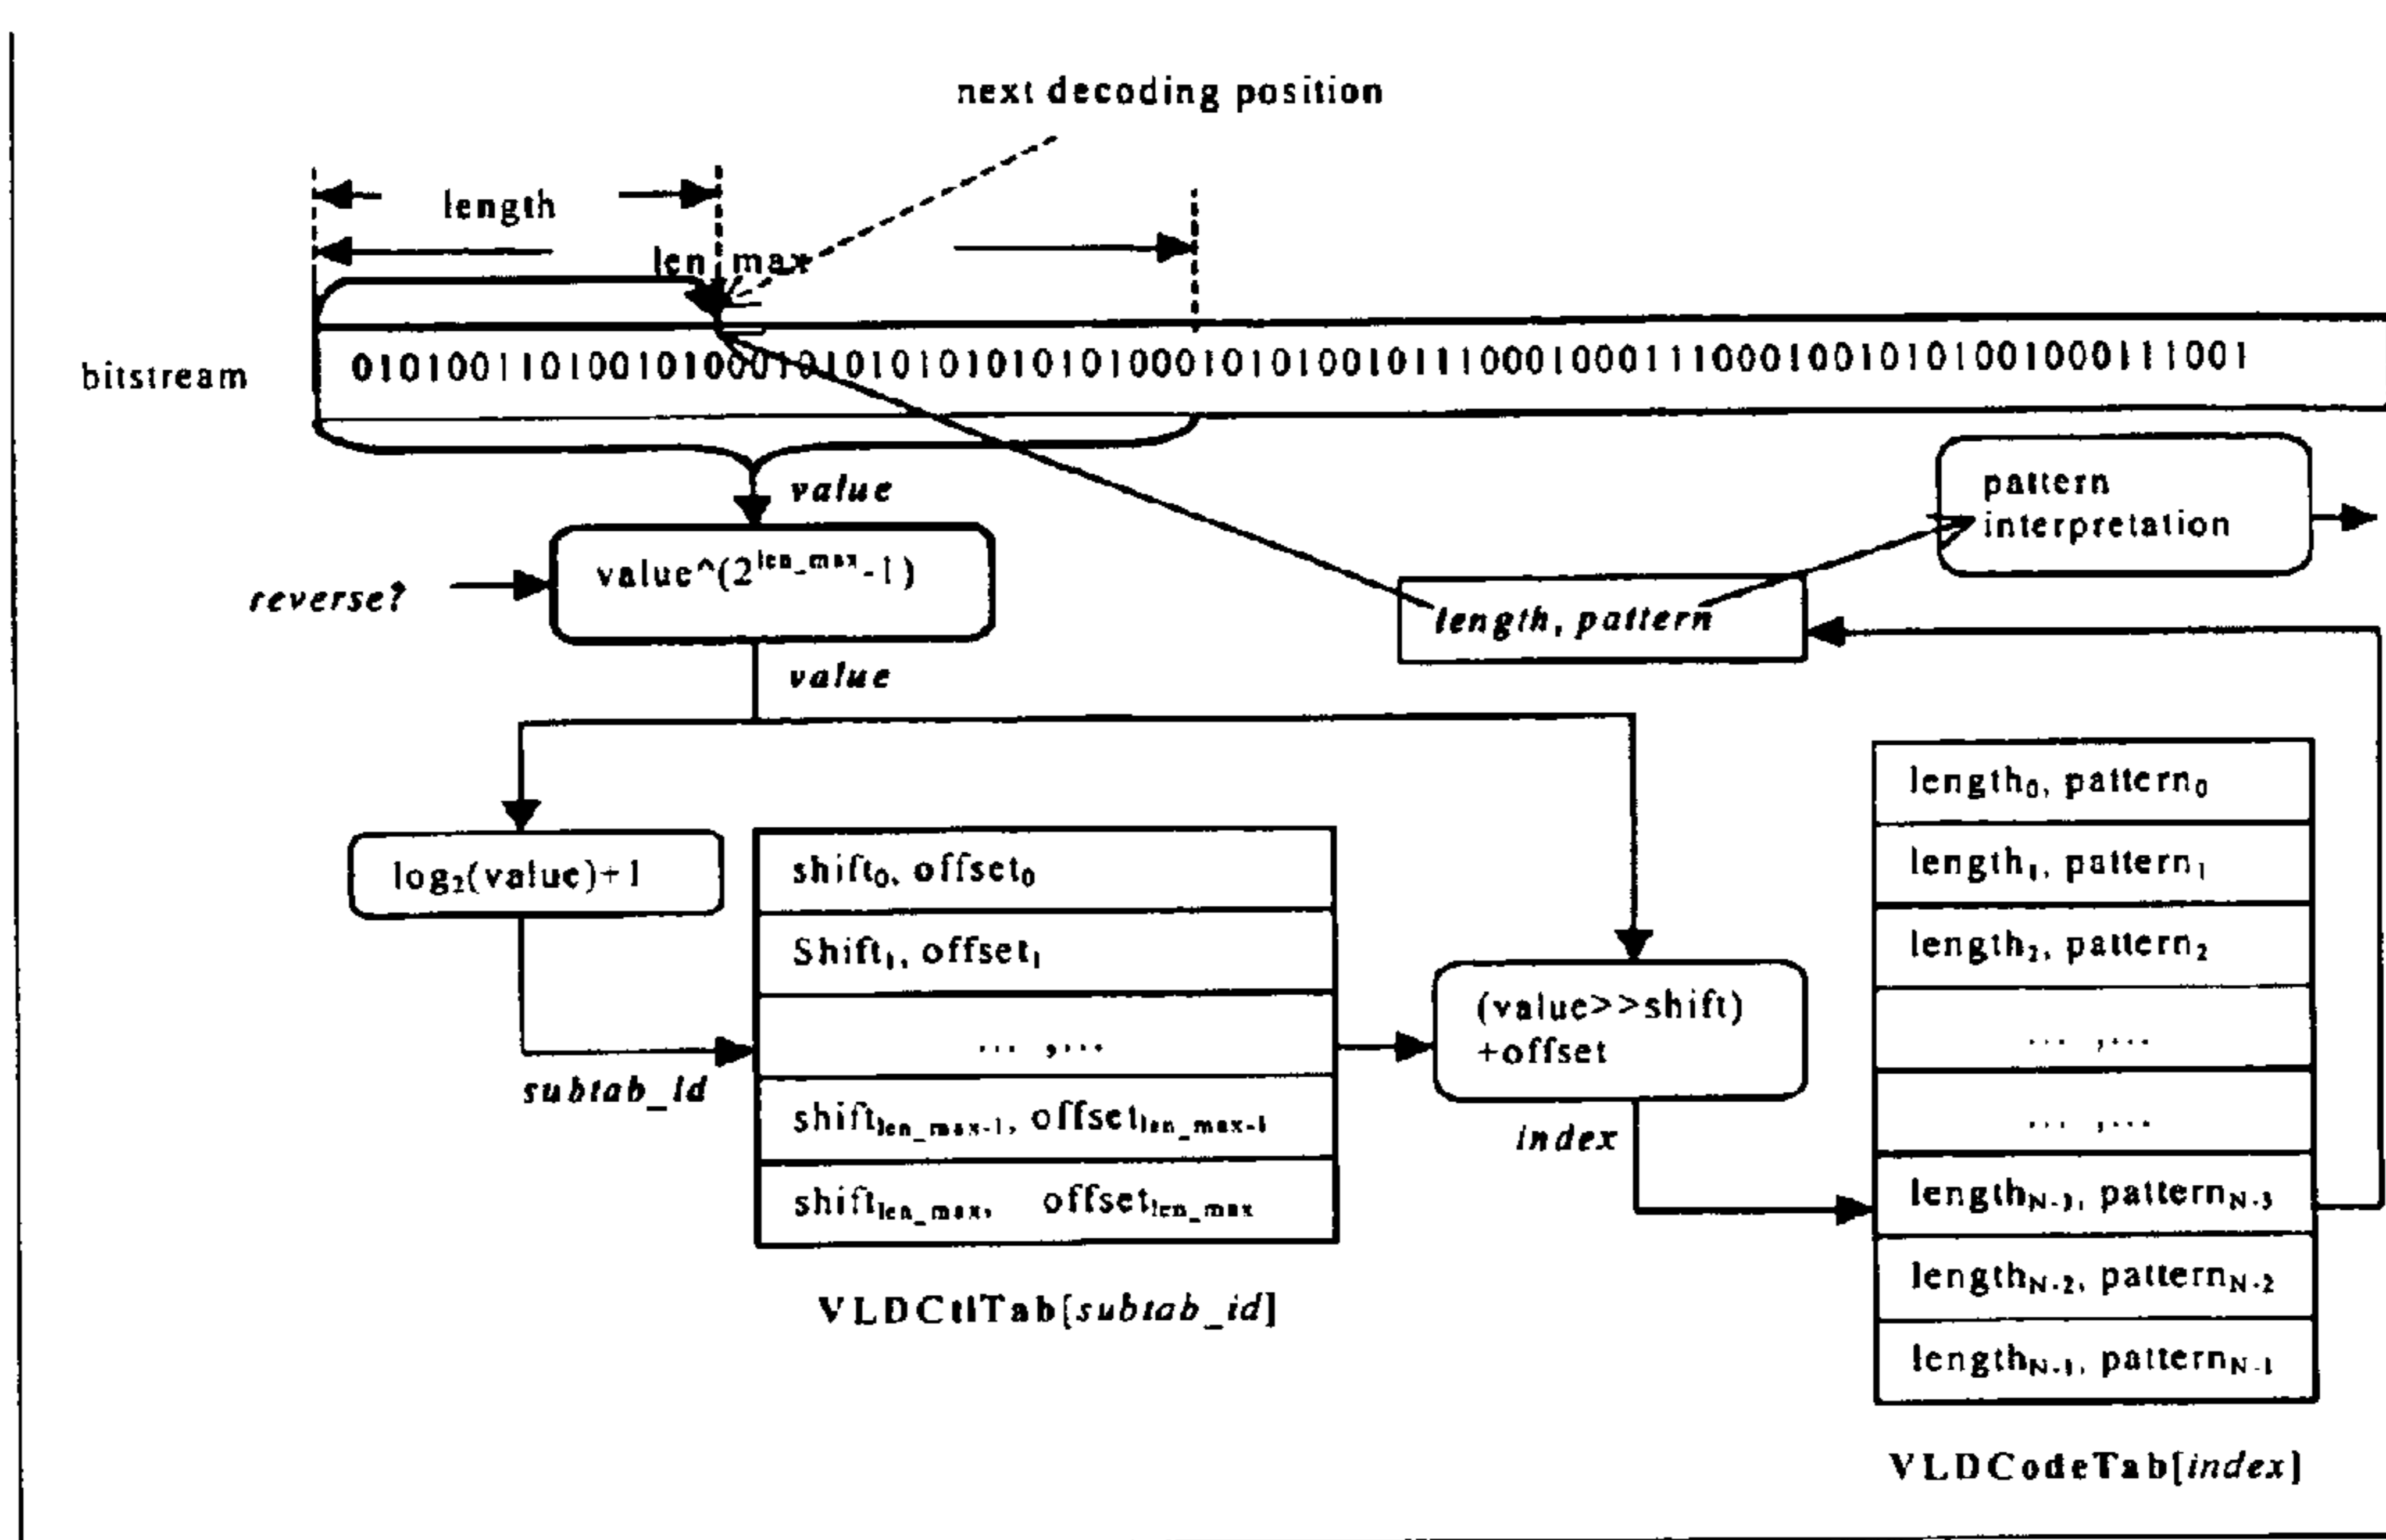 next decoding position
length
len_max
bitstream
value
value^(2^len_max-1)
reverse?
value
pattern
interpretation
length, pattern
log₂(value)+1
subtab_id
shift₀, offset₀
Shift₁, offset₁
... ,...
shift_len_max-1, offset_len_max-1
shift_len_max, offset_len_max
VLDCtlTab[subtab_id]
(value>>shift)
+offset
index
length₀, pattern₀
length₁, pattern₁
length₂, pattern₂
... ,...
... ,...
length_N-3, pattern_N-3
length_N-2, pattern_N-2
length_N-1, pattern_N-1
VLDCodeTab[index]